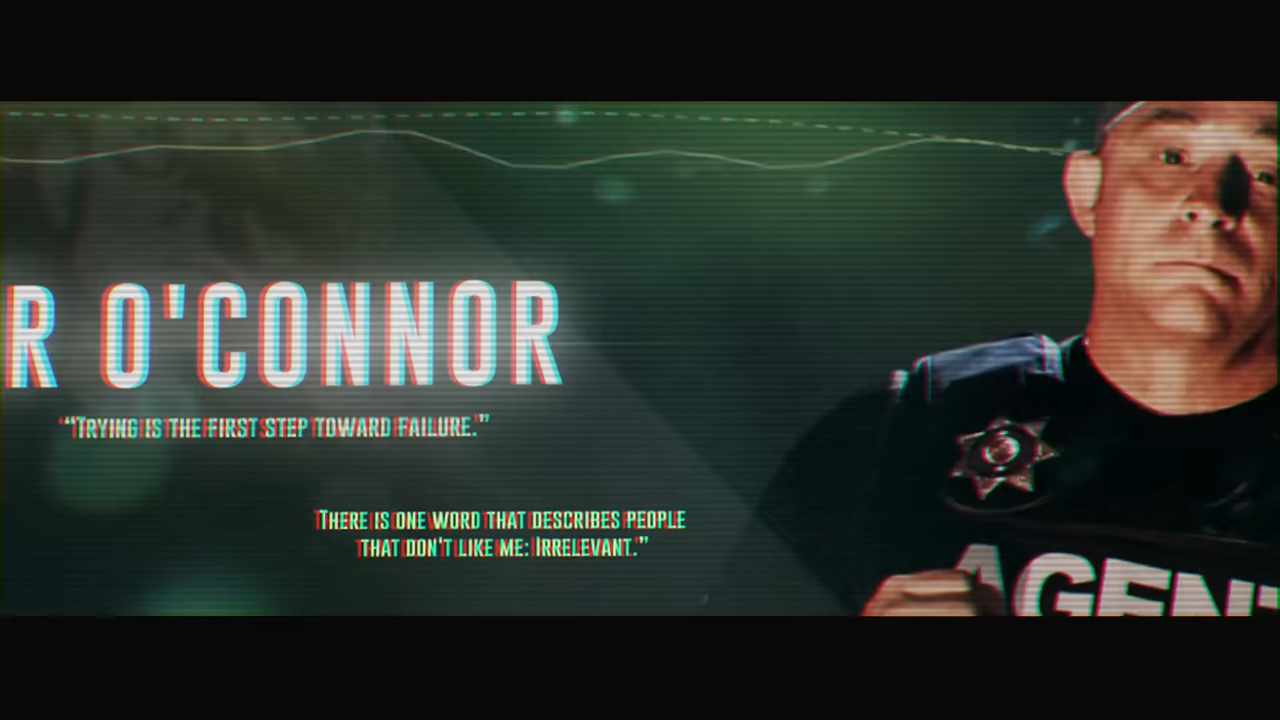 R O'CONNOR
“TRYING IS THE FIRST STEP TOWARD FAILURE.”
THERE IS ONE WORD THAT DESCRIBES PEOPLE
THAT DON'T LIKE ME: IRRELEVANT.”
AGENT